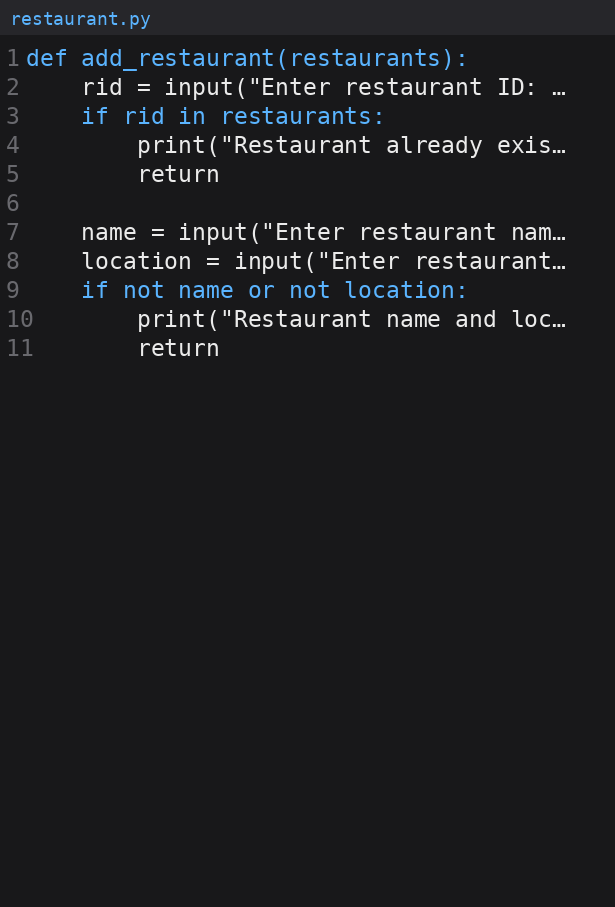 restaurant.py
1 def add_restaurant(restaurants):
2     rid = input("Enter restaurant ID: …
3     if rid in restaurants:
4         print("Restaurant already exis…
5         return
6
7     name = input("Enter restaurant nam…
8     location = input("Enter restaurant…
9     if not name or not location:
10         print("Restaurant name and loc…
11         return